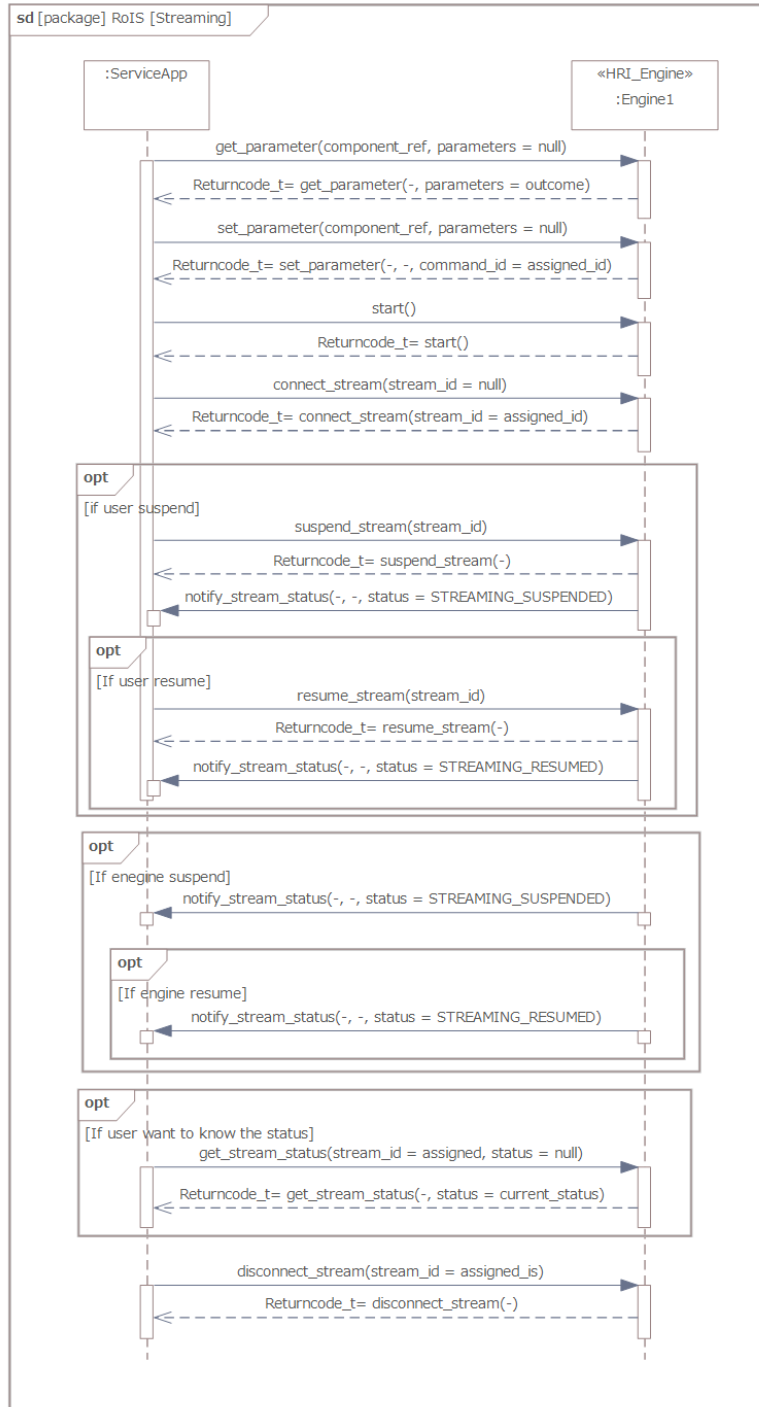 sd [package] RoIS [Streaming]
:ServiceApp
«HRI_Engine»
:Engine1
get_parameter(component_ref, parameters = null)
Returncode_t= get_parameter(-, parameters = outcome)
set_parameter(component_ref, parameters = null)
Returncode_t= set_parameter(-, -, command_id = assigned_id)
start()
Returncode_t= start()
connect_stream(stream_id = null)
Returncode_t= connect_stream(stream_id = assigned_id)
opt
[if user suspend]
suspend_stream(stream_id)
Returncode_t= suspend_stream(-)
notify_stream_status(-, -, status = STREAMING_SUSPENDED)
opt
[If user resume]
resume_stream(stream_id)
Returncode_t= resume_stream(-)
notify_stream_status(-, -, status = STREAMING_RESUMED)
opt
[If enegine suspend]
notify_stream_status(-, -, status = STREAMING_SUSPENDED)
opt
[If engine resume]
notify_stream_status(-, -, status = STREAMING_RESUMED)
opt
[If user want to know the status]
get_stream_status(stream_id = assigned, status = null)
Returncode_t= get_stream_status(-, status = current_status)
disconnect_stream(stream_id = assigned_is)
Returncode_t= disconnect_stream(-)